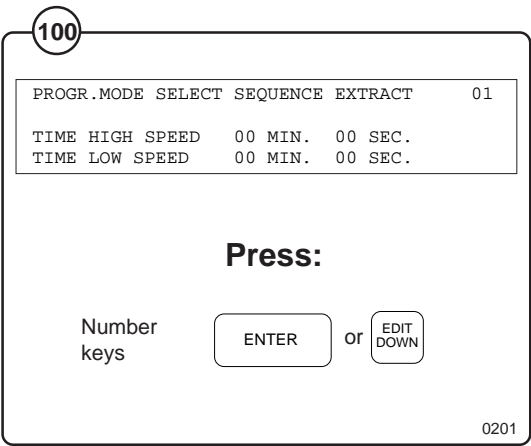 100
PROGR.MODE SELECT SEQUENCE EXTRACT 01
TIME HIGH SPEED 00 MIN. 00 SEC.
TIME LOW SPEED 00 MIN. 00 SEC.
Press:
Number
keys
ENTER
or
EDIT
DOWN
0201